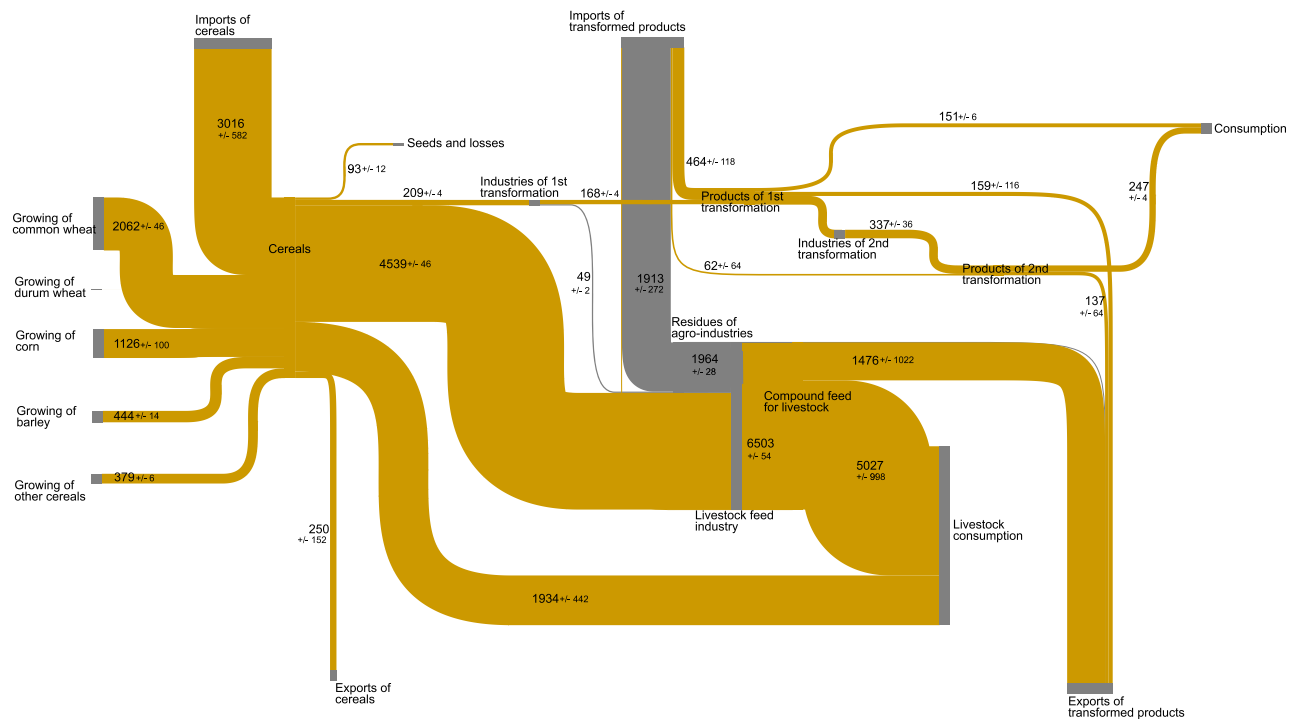 Imports of
cereals
Imports of
transformed products
3016
+/- 582
151+/- 6
Consumption
Seeds and losses
93+/- 12
464+/- 118
Industries of 1st
transformation
209+/- 4
168+/- 4
Products of 1st
transformation
159+/- 116
247
+/- 4
Growing of
common wheat
2062+/- 46
Cereals
337+/- 36
Industries of 2nd
transformation
4539+/- 46
62+/- 64
Products of 2nd
transformation
49
+/- 2
1913
+/- 272
Growing of
durum wheat
137
+/- 64
Residues of
agro-industries
Growing of
corn
1126+/- 100
1964
+/- 28
1476+/- 1022
Compound feed
for livestock
Growing of
barley
444+/- 14
6503
+/- 54
5027
+/- 998
Growing of
other cereals
379+/- 6
Livestock feed
industry
250
+/- 152
Livestock
consumption
1934+/- 442
Exports of
cereals
Exports of
transformed products